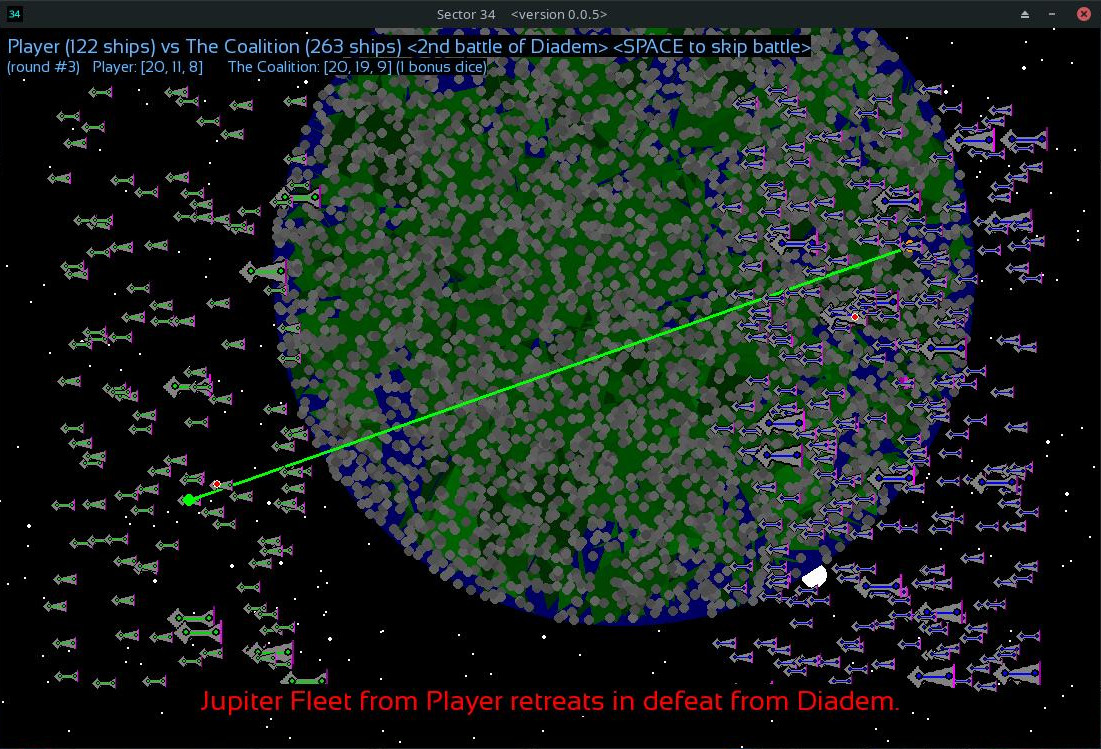 34
Sector 34 <version 0.0.5>
Player (122 ships) vs The Coalition (263 ships) <2nd battle of Diadem> <SPACE to skip battle>
(round #3) Player: [20, 11, 8] The Coalition: [20, 19, 9] (1 bonus dice)
Jupiter Fleet from Player retreats in defeat from Diadem.